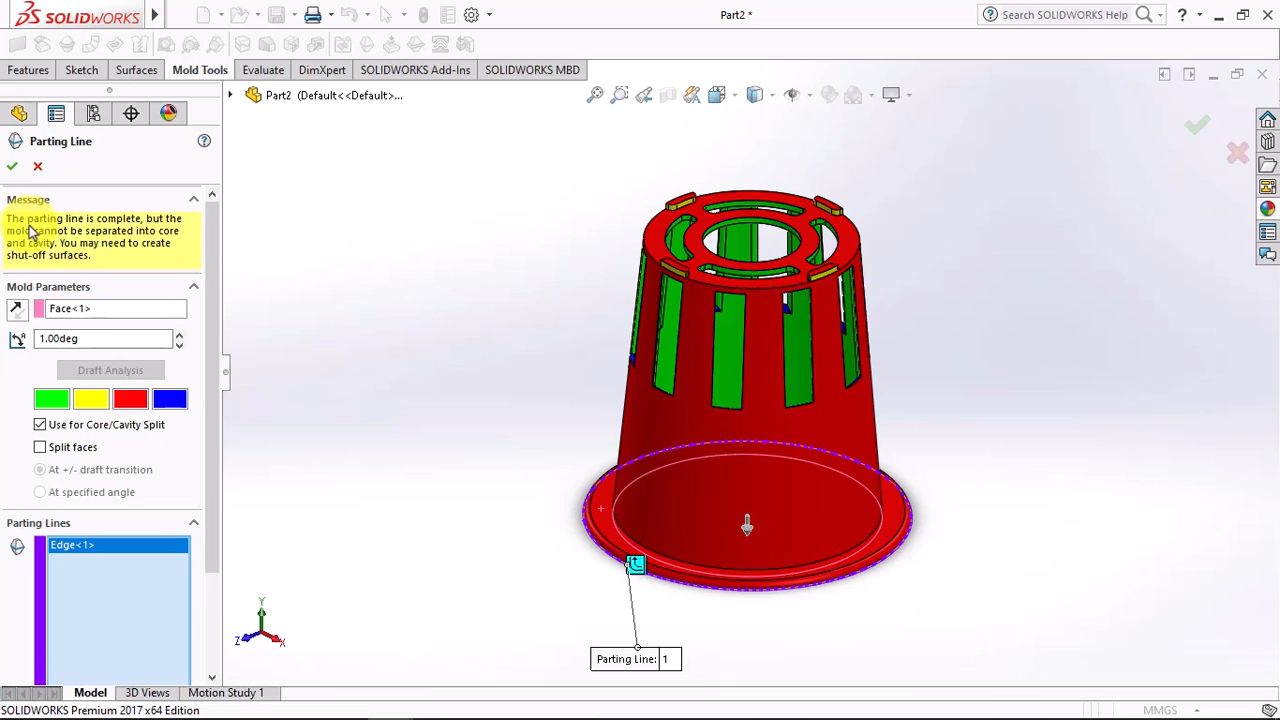 SOLIDWORKS
Part2 *
Search SOLIDWORKS Help
Features
Sketch
Surfaces
Mold Tools
Evaluate
DimXpert
SOLIDWORKS Add-Ins
SOLIDWORKS MBD
Part2 (Default<<Default>...
Parting Line
Message
The parting line is complete, but the
mold cannot be separated into core
and cavity. You may need to create
shut-off surfaces.
Mold Parameters
Face<1>
1.00deg
Draft Analysis
Use for Core/Cavity Split
Split faces
At +/- draft transition
At specified angle
Parting Lines
Edge<1>
Y
Z
X
Parting Line: 1
Model
3D Views
Motion Study 1
SOLIDWORKS Premium 2017 x64 Edition
MMGS